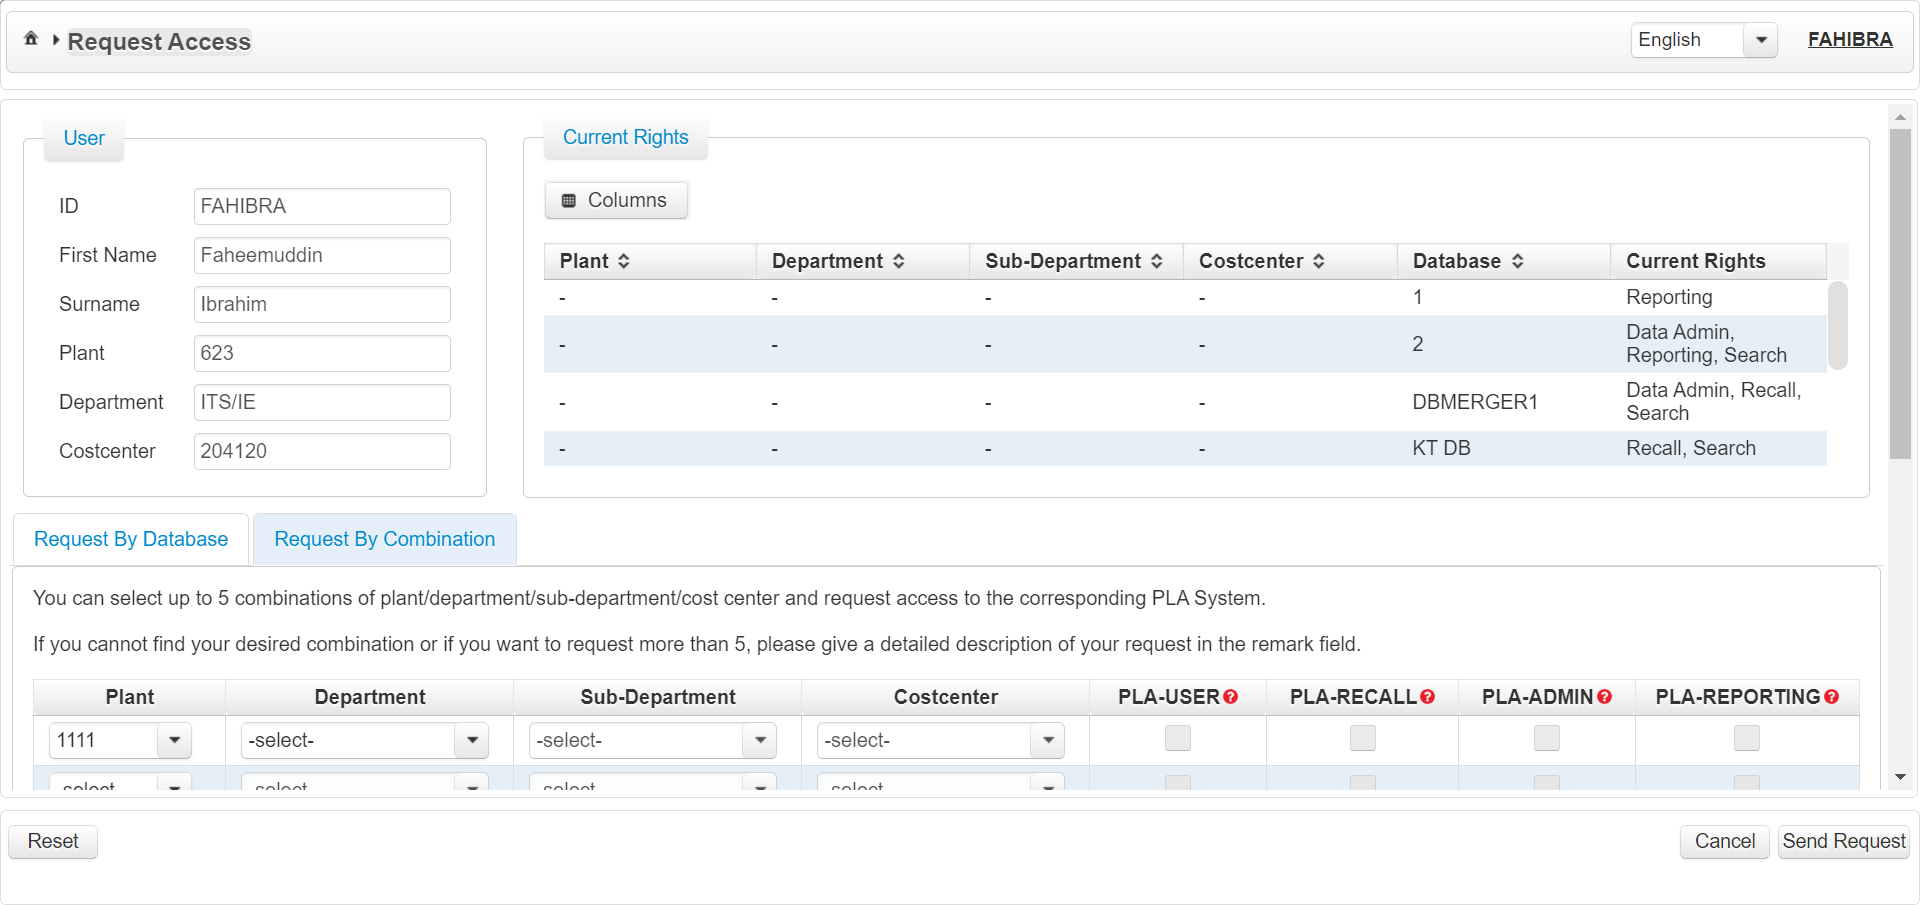 Request Access
English
FAHIBRA
User
ID FAHIBRA
First Name Faheemuddin
Surname Ibrahim
Plant 623
Department ITS/IE
Costcenter 204120
Current Rights
Columns
Plant Department Sub-Department Costcenter Database Current Rights
- - - - 1 Reporting
- - - - 2 Data Admin, Reporting, Search
- - - - DBMERGER1 Data Admin, Recall, Search
- - - - KT DB Recall, Search
Request By Database Request By Combination
You can select up to 5 combinations of plant/department/sub-department/cost center and request access to the corresponding PLA System.
If you cannot find your desired combination or if you want to request more than 5, please give a detailed description of your request in the remark field.
Plant Department Sub-Department Costcenter PLA-USER? PLA-RECALL? PLA-ADMIN? PLA-REPORTING?
1111 -select- -select- -select-
-select- -select- -select- -select-
Reset Cancel Send Request